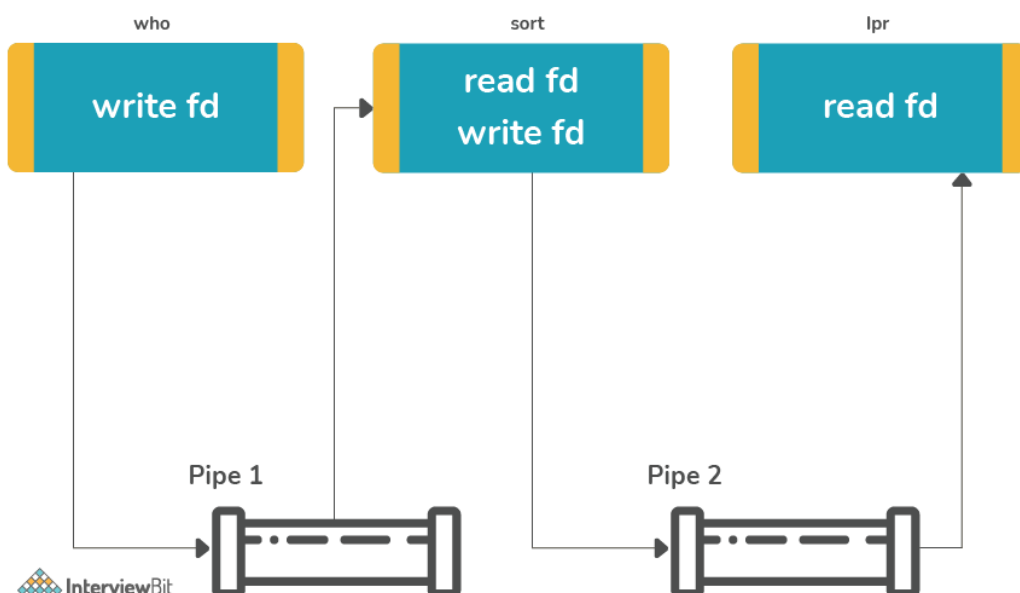 who
sort
lpr
write fd
read fd
write fd
read fd
Pipe 1
Pipe 2
InterviewBit